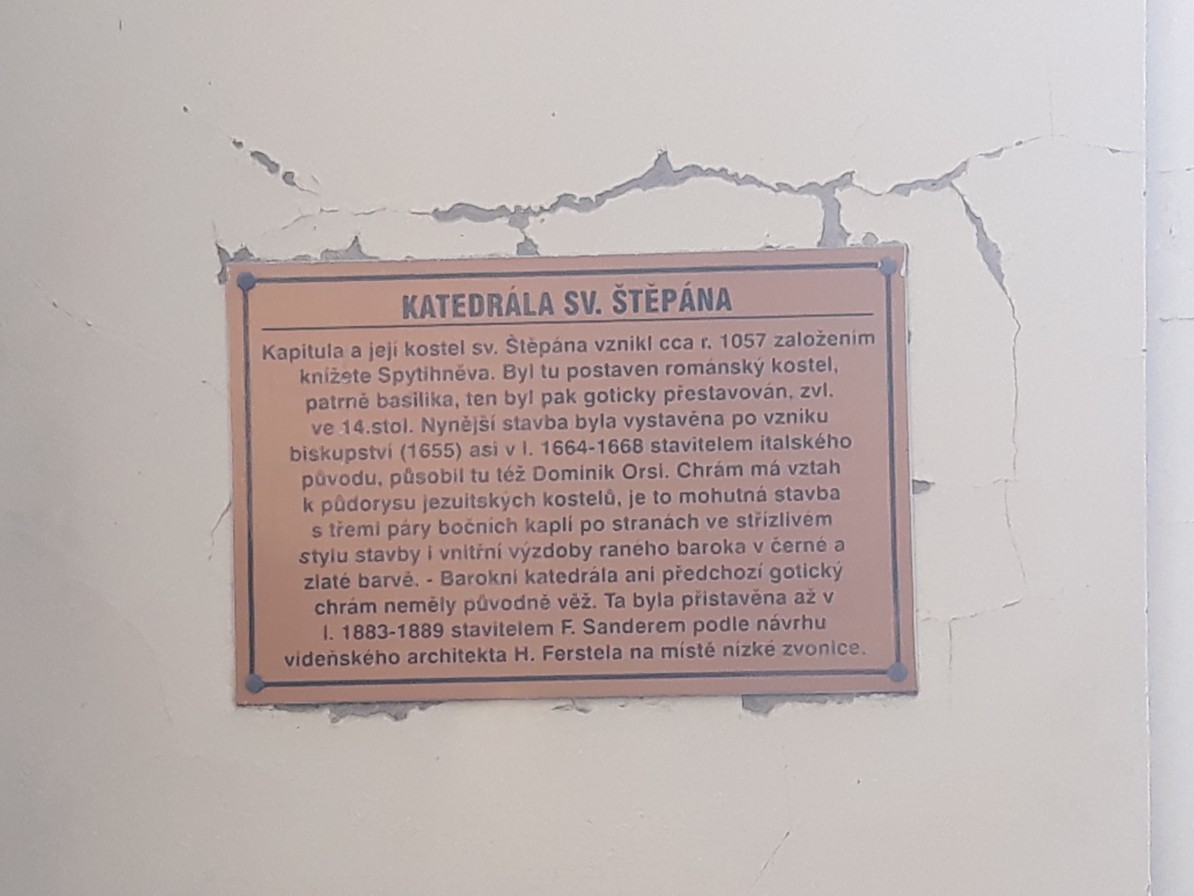 KATEDRÁLA SV. ŠTĚPÁNA
Kapitula a její kostel sv. Štěpána vznikl cca r. 1057 založením
knížete Spytihněva. Byl tu postaven románský kostel,
patrně basilika, ten byl pak goticky přestavován, zvl.
ve 14.stol. Nynější stavba byla vystavěna po vzniku
biskupství (1655) asi v l. 1664-1668 stavitelem italského
původu, působil tu též Dominik Orsi. Chrám má vztah
k půdorysu jezuitských kostelů, je to mohutná stavba
s třemi páry bočních kaplí po stranách ve střízlivém
stylu stavby i vnitřní výzdoby raného baroka v černé a
zlaté barvě. - Barokní katedrála ani předchozí gotický
chrám neměly původně věž. Ta byla přistavěna až v
l. 1883-1889 stavitelem F. Sanderem podle návrhu
vídeňského architekta H. Ferstela na místě nízké zvonice.